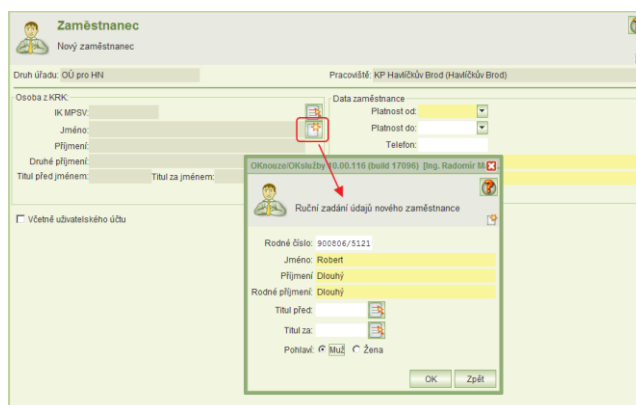 Zaměstnanec
Nový zaměstnanec
Druh úřadu: OÚ pro HN
Pracoviště: KP Havlíčkův Brod (Havlíčkův Brod)
Osoba z KRK:
Data zaměstnance
IK MPSV:
Platnost od:
Jméno:
Platnost do:
Příjmení:
Telefon:
Druhé příjmení:
Titul před jménem:
Titul za jménem:
Včetně uživatelského účtu
OKnouze/OKslužby 10.00.116 (build 17096) [Ing. Radomír
Ruční zadání údajů nového zaměstnance
Rodné číslo: 900806/5121
Jméno: Robert
Příjmení Dlouhý
Rodné příjmení: Dlouhý
Titul před:
Titul za:
Pohlaví: Muž Žena
OK Zpět